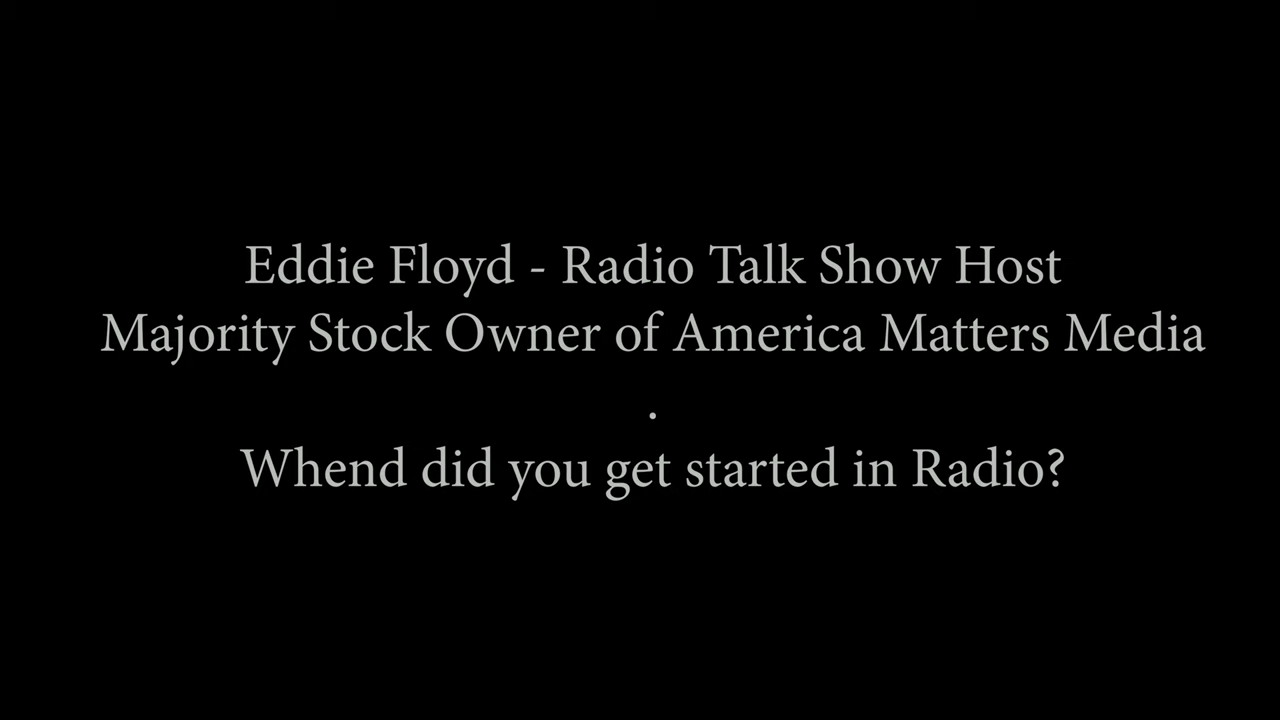 Eddie Floyd - Radio Talk Show Host
Majority Stock Owner of America Matters Media
.
Whend did you get started in Radio?